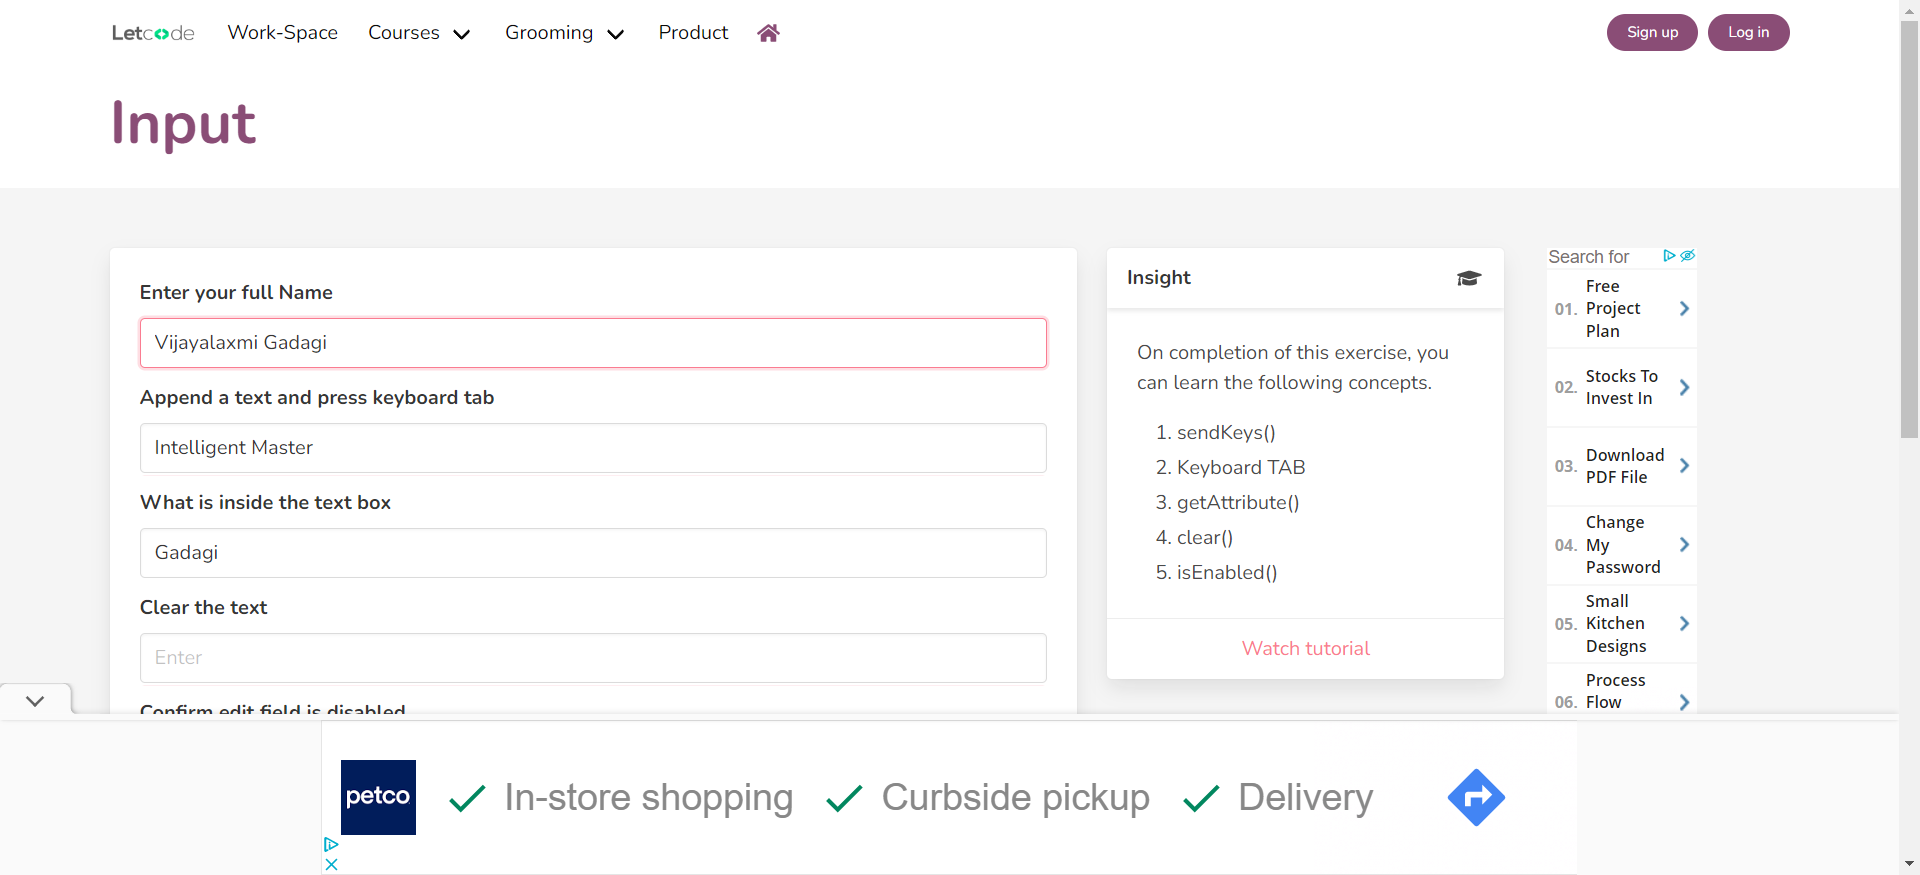 Letcode Work-Space Courses Grooming Product Sign up Log in
Input
Enter your full Name
Vijayalaxmi Gadagi
Append a text and press keyboard tab
Intelligent Master
What is inside the text box
Gadagi
Clear the text
Enter
Confirm edit field is disabled
Insight
On completion of this exercise, you
can learn the following concepts.
1. sendKeys()
2. Keyboard TAB
3. getAttribute()
4. clear()
5. isEnabled()
Watch tutorial
Search for
01. Free
Project
Plan
02. Stocks To
Invest In
03. Download
PDF File
04. Change
My
Password
05. Small
Kitchen
Designs
06. Process
Flow
petco In-store shopping Curbside pickup Delivery